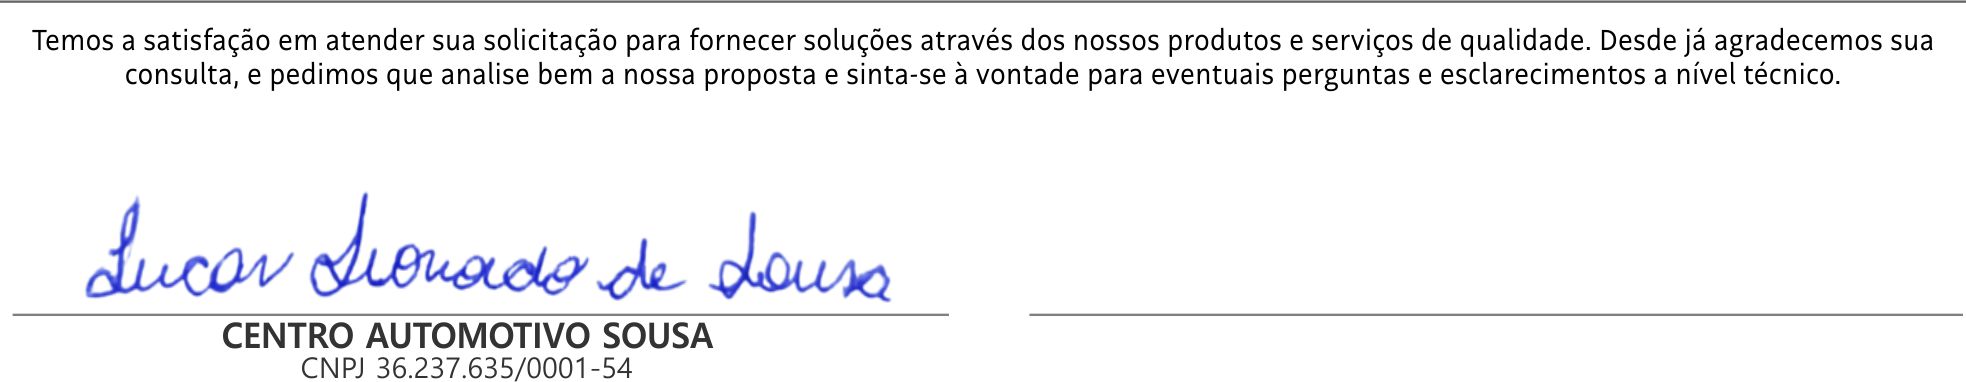 Temos a satisfação em atender sua solicitação para fornecer soluções através dos nossos produtos e serviços de qualidade. Desde já agradecemos sua
consulta, e pedimos que analise bem a nossa proposta e sinta-se à vontade para eventuais perguntas e esclarecimentos a nível técnico.
Lucas Leonardo de Sousa
CENTRO AUTOMOTIVO SOUSA
CNPJ 36.237.635/0001-54